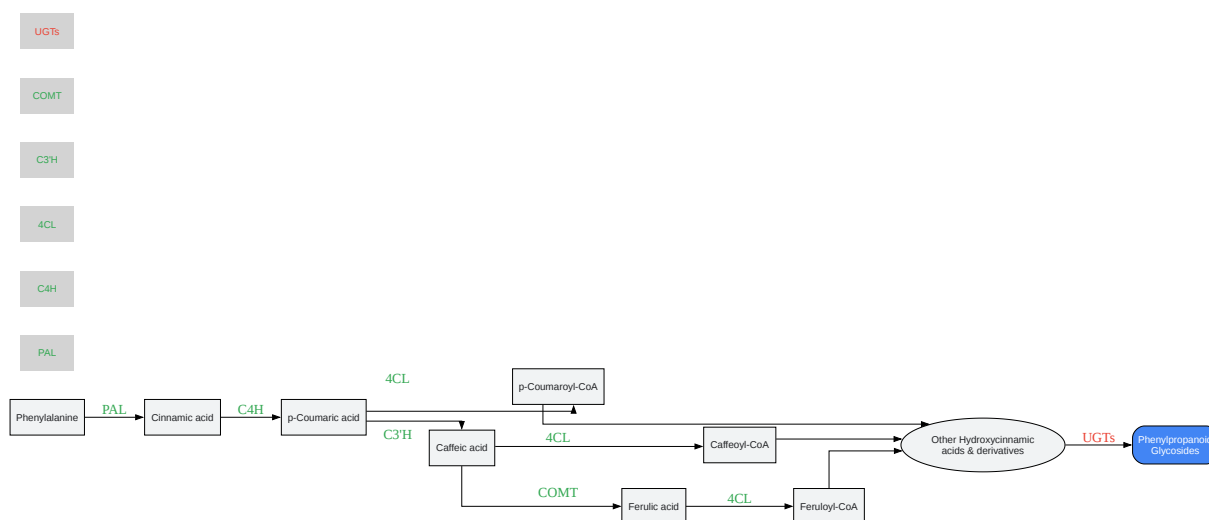 UGTs
COMT
C3'H
4CL
C4H
PAL
4CL
p-Coumaroyl-CoA
Phenylalanine
PAL
Cinnamic acid
C4H
p-Coumaric acid
C3'H
Caffeic acid
4CL
Caffeoyl-CoA
Other Hydroxycinnamic
acids & derivatives
UGTs
Phenylpropanoid
Glycosides
COMT
Ferulic acid
4CL
Feruloyl-CoA